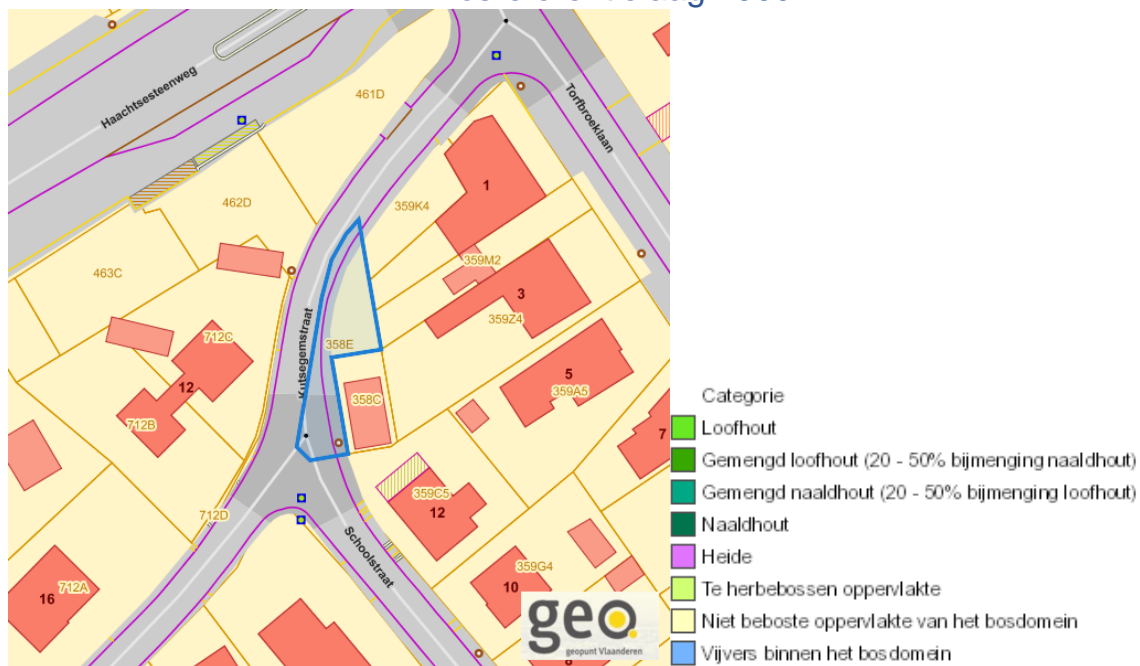 Haachtsesteenweg
461D
Torfbroeklaan
462D
359K4
1
463C
359M2
3
Kutsegemstraat
359Z4
712C
358E
12
5
359A5
358C
712B
7
359C5
12
712D
Schoolstraat
359G4
10
712A
16
8
geo.
geopunt Vlaanderen
Categorie
Loofhout
Gemengd loofhout (20 - 50% bijmenging naaldhout)
Gemengd naaldhout (20 - 50% bijmenging loofhout)
Naaldhout
Heide
Te herbebossen oppervlakte
Niet beboste oppervlakte van het bosdomein
Vijvers binnen het bosdomein